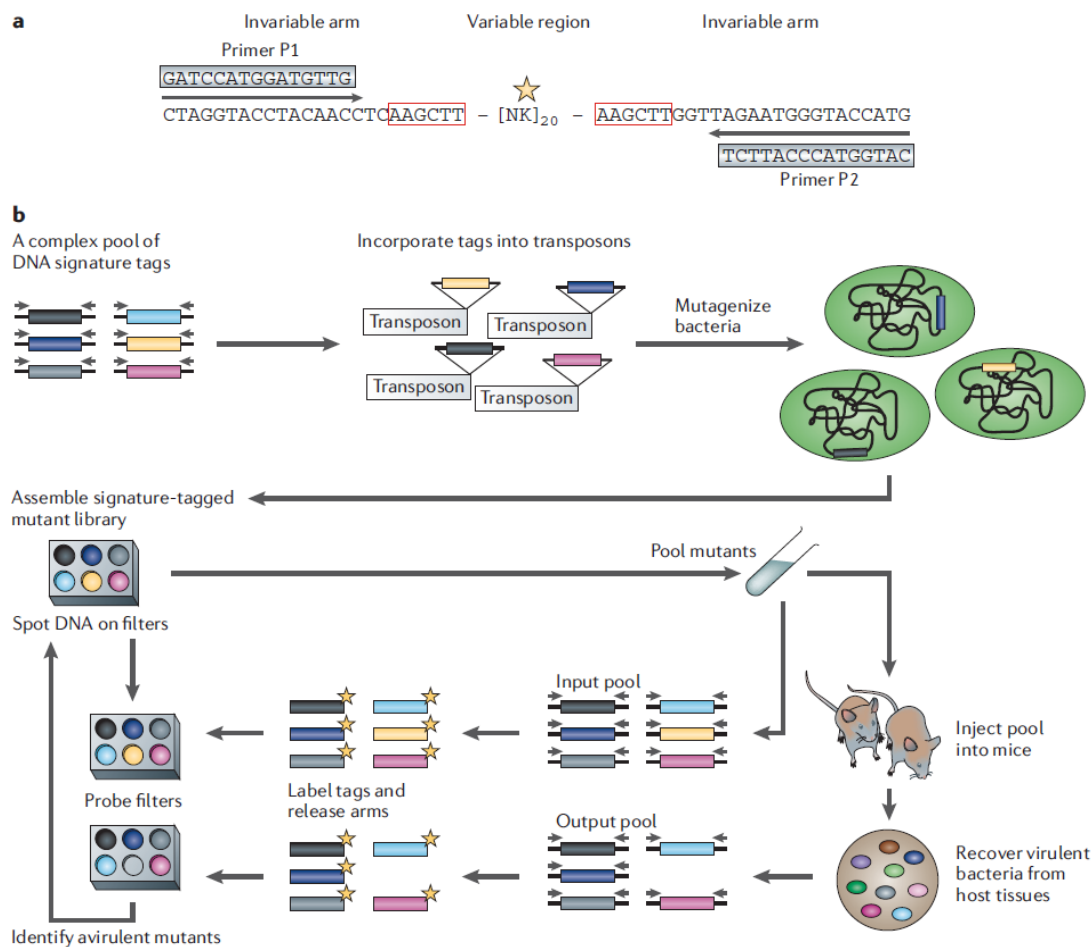 a
Invariable arm Variable region Invariable arm
Primer P1
GATCCATGGATGTTG
CTAGGTACCTACAACCTCAAGCTT – [NK]20 – AAGCTTGGTTAGAATGGGTACCATG
TCTTACCCATGGTAC
Primer P2
b
A complex pool of
DNA signature tags
Incorporate tags into transposons
Transposon
Transposon
Transposon
Transposon
Mutagenize
bacteria
Assemble signature-tagged
mutant library
Pool mutants
Spot DNA on filters
Input pool
Inject pool
into mice
Probe filters
Label tags and
release arms
Output pool
Recover virulent
bacteria from
host tissues
Identify avirulent mutants